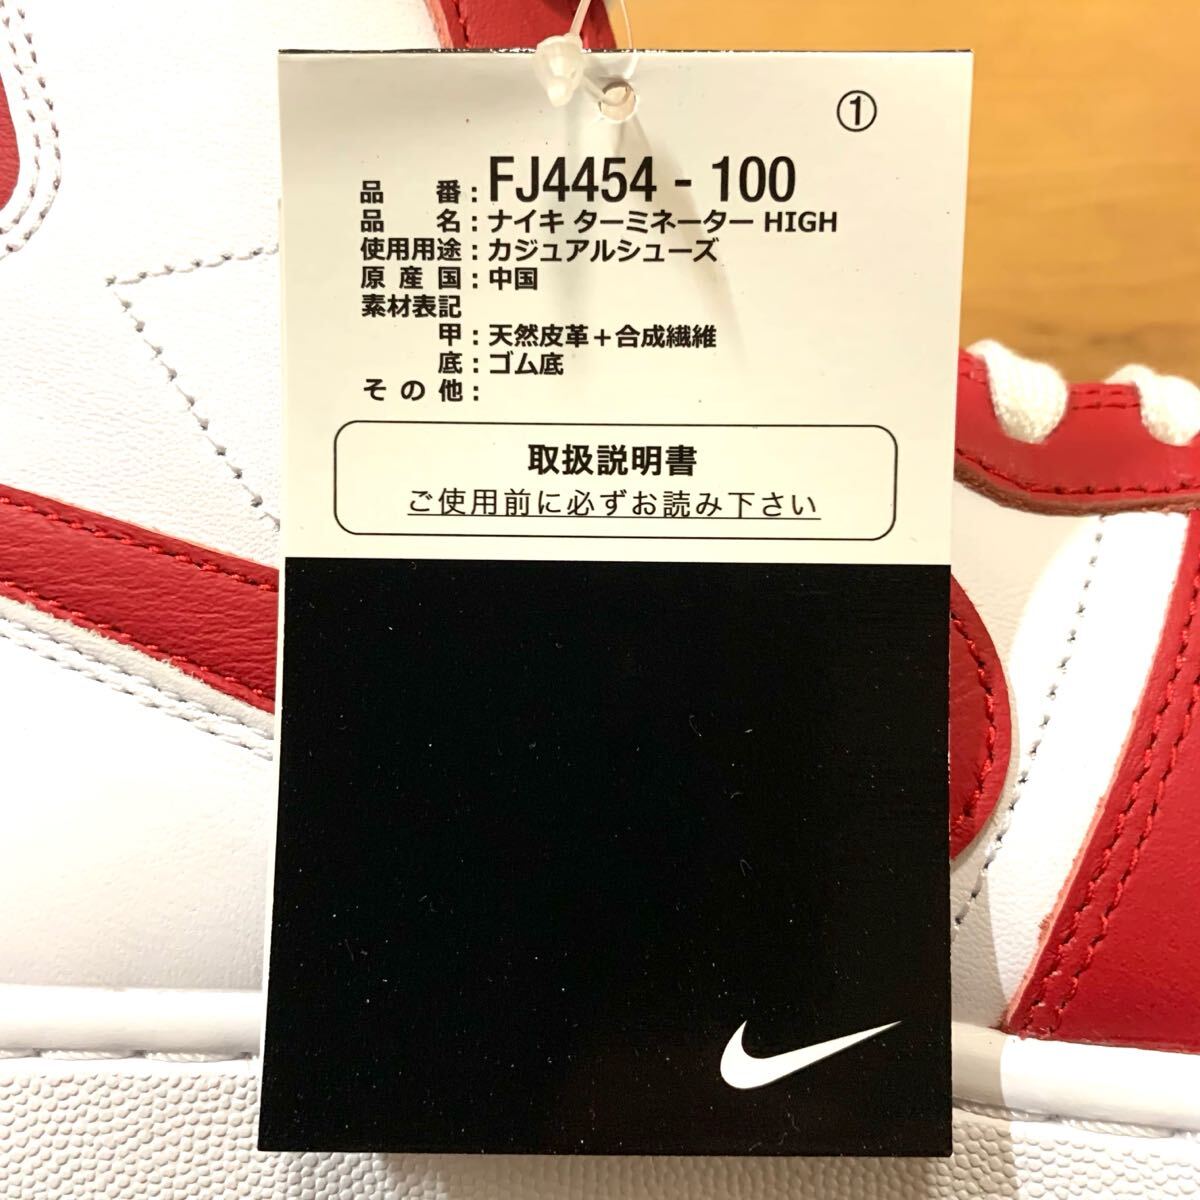 ①
品番：FJ4454 - 100
品名：ナイキ ターミネーター HIGH
使用用途：カジュアルシューズ
原産国：中国
素材表記
甲：天然皮革＋合成繊維
底：ゴム底
その他：
取扱説明書
ご使用前に必ずお読み下さい